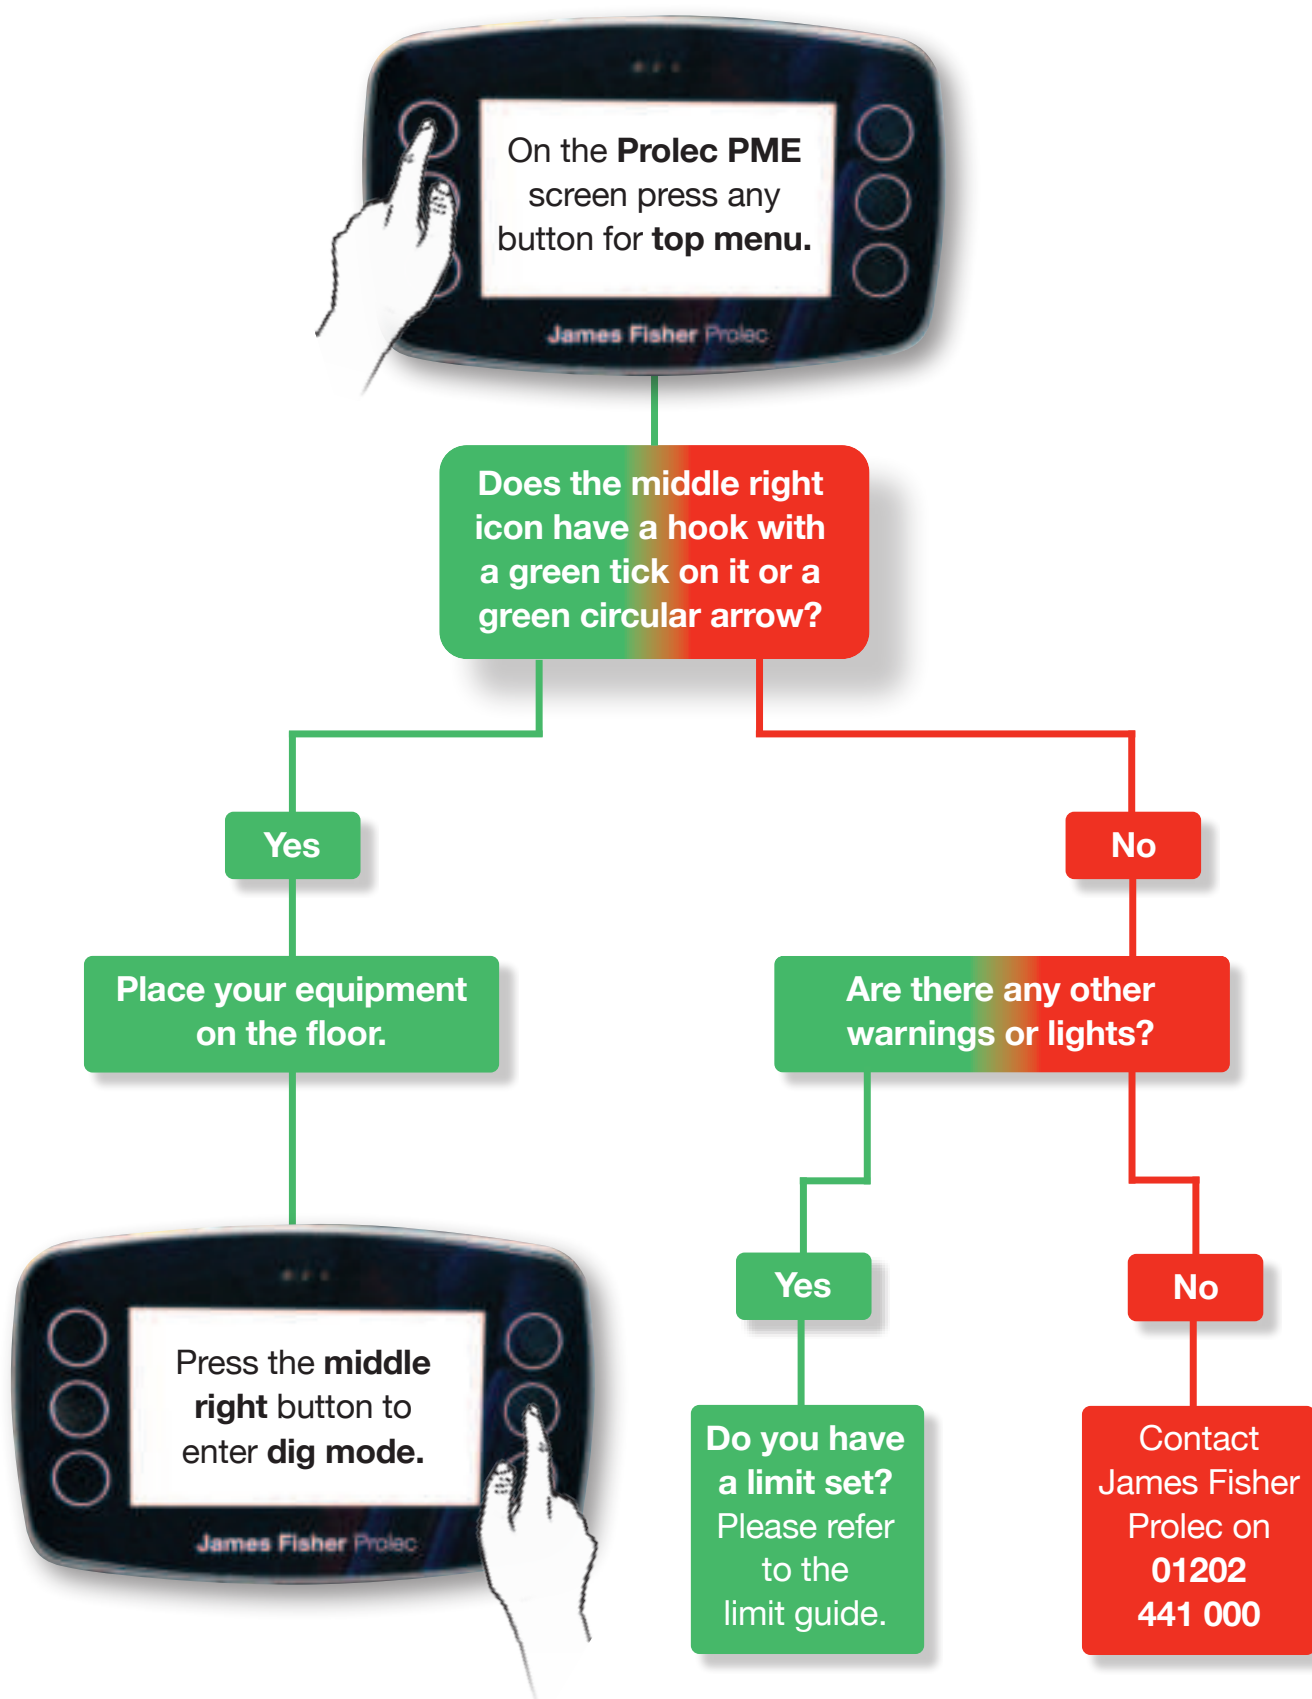 On the Prolec PME
screen press any
button for top menu.
James Fisher Prolec
Does the middle right
icon have a hook with
a green tick on it or a
green circular arrow?
Yes
No
Place your equipment
on the floor.
Are there any other
warnings or lights?
Yes
No
Press the middle
right button to
enter dig mode.
James Fisher Prolec
Do you have
a limit set?
Please refer
to the
limit guide.
Contact
James Fisher
Prolec on
01202
441 000